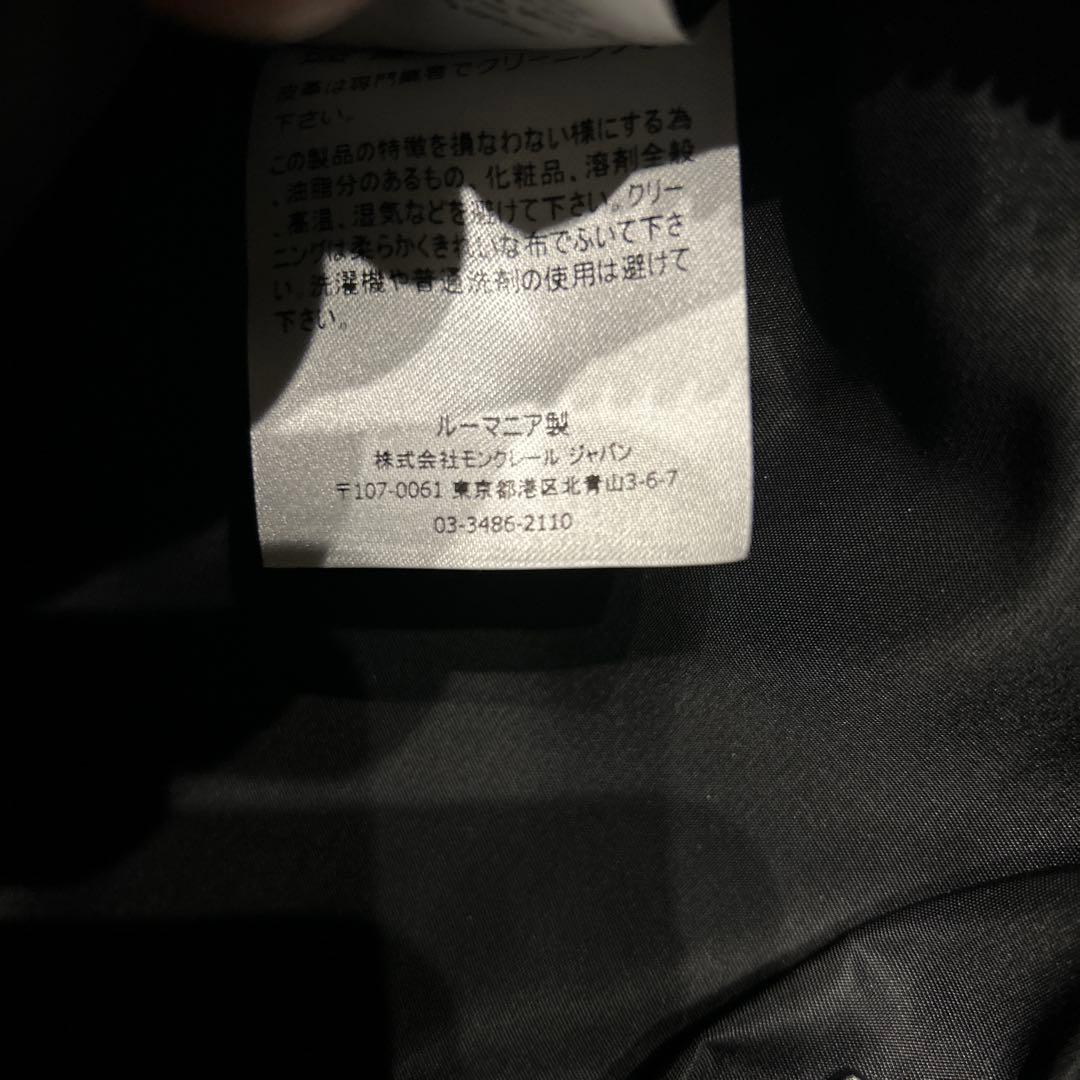 皮革は専門業者でクリーニングして
下さい。
この製品の特徴を損なわない様にする為
、油脂分のあるもの、化粧品、溶剤全般
、高温、湿気などを避けて下さい。クリー
ニングは柔らかくきれいな布でふいて下さ
い。洗濯機や普通洗剤の使用は避けて
下さい。
ルーマニア製
株式会社モンクレール ジャパン
〒107-0061 東京都港区北青山3-6-7
03-3486-2110